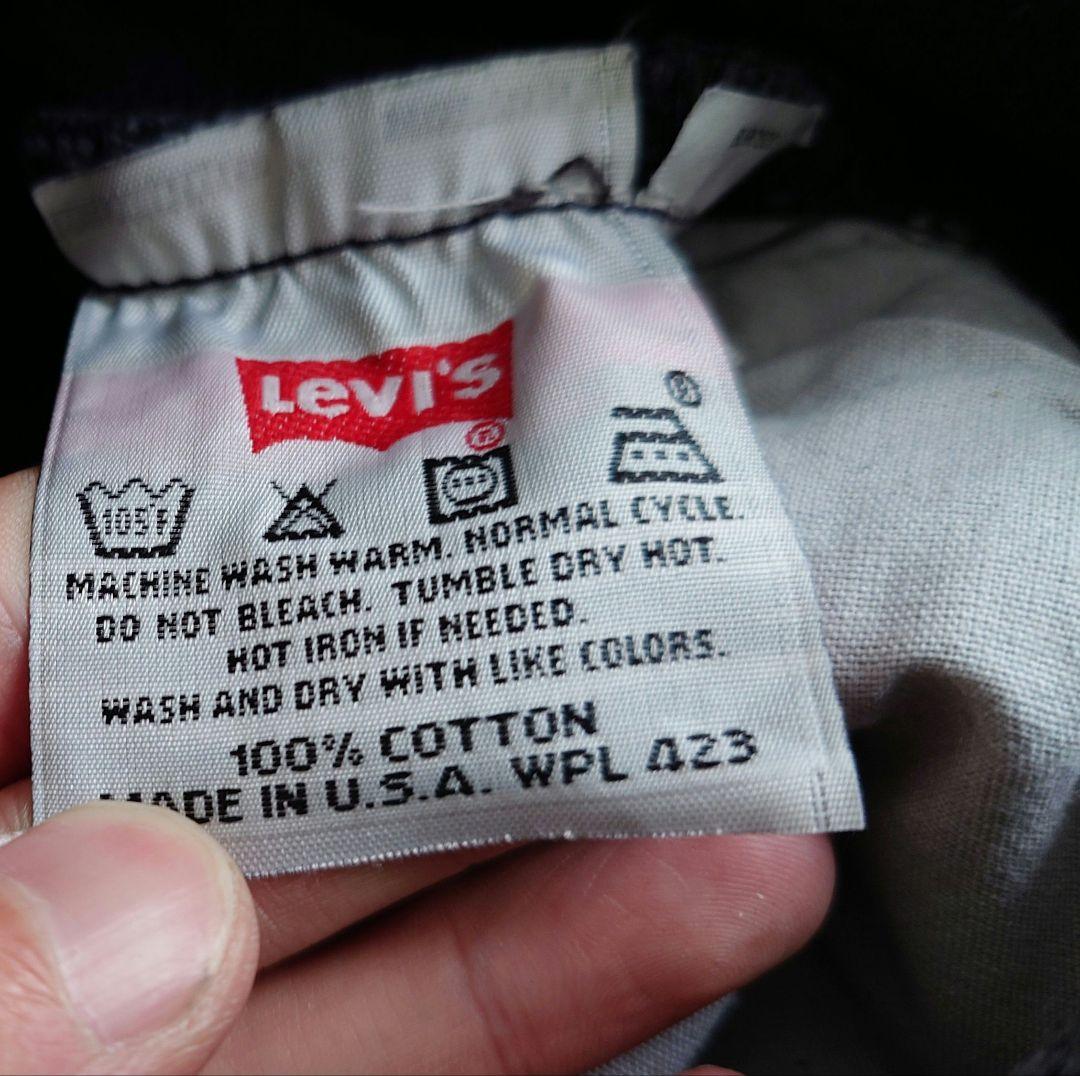 Levi's
®
®
105°F
MACHINE WASH WARM. NORMAL CYCLE.
DO NOT BLEACH. TUMBLE DRY HOT.
HOT IRON IF NEEDED.
WASH AND DRY WITH LIKE COLORS.
100% COTTON
MADE IN U.S.A. WPL 423